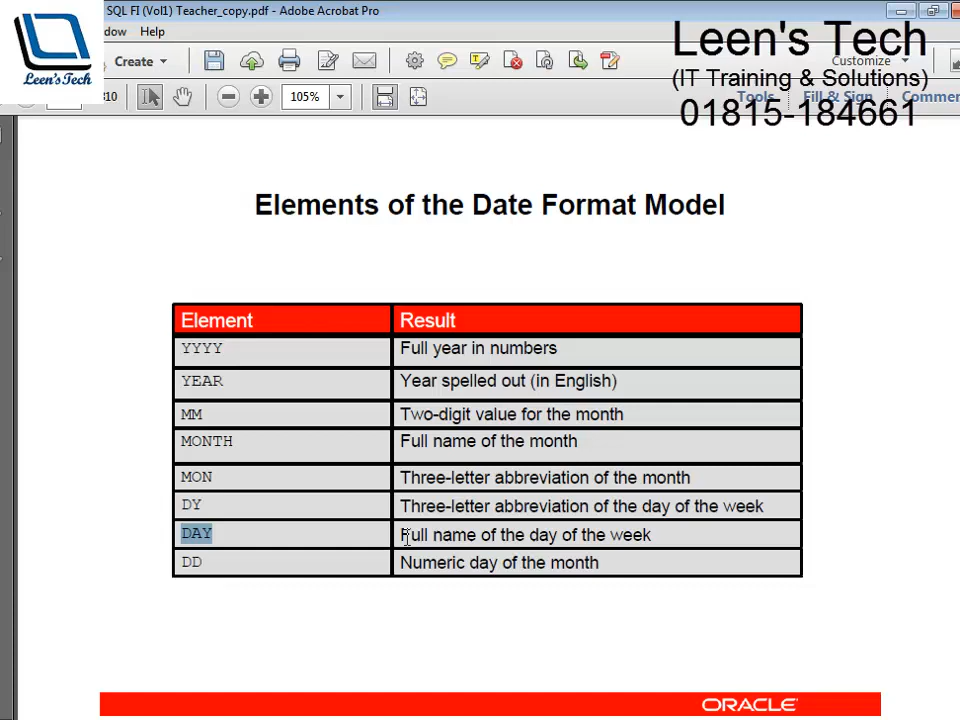 SQL FI (Vol1) Teacher_copy.pdf - Adobe Acrobat Pro
dow Help
Leen's Tech
(IT Training & Solutions)
01815-184661
Leen'sTech
Create
Customize
810
105%
Tools
Fill & Sign
Commen
Elements of the Date Format Model
Element Result
YYYY Full year in numbers
YEAR Year spelled out (in English)
MM Two-digit value for the month
MONTH Full name of the month
MON Three-letter abbreviation of the month
DY Three-letter abbreviation of the day of the week
DAY Full name of the day of the week
DD Numeric day of the month
ORACLE